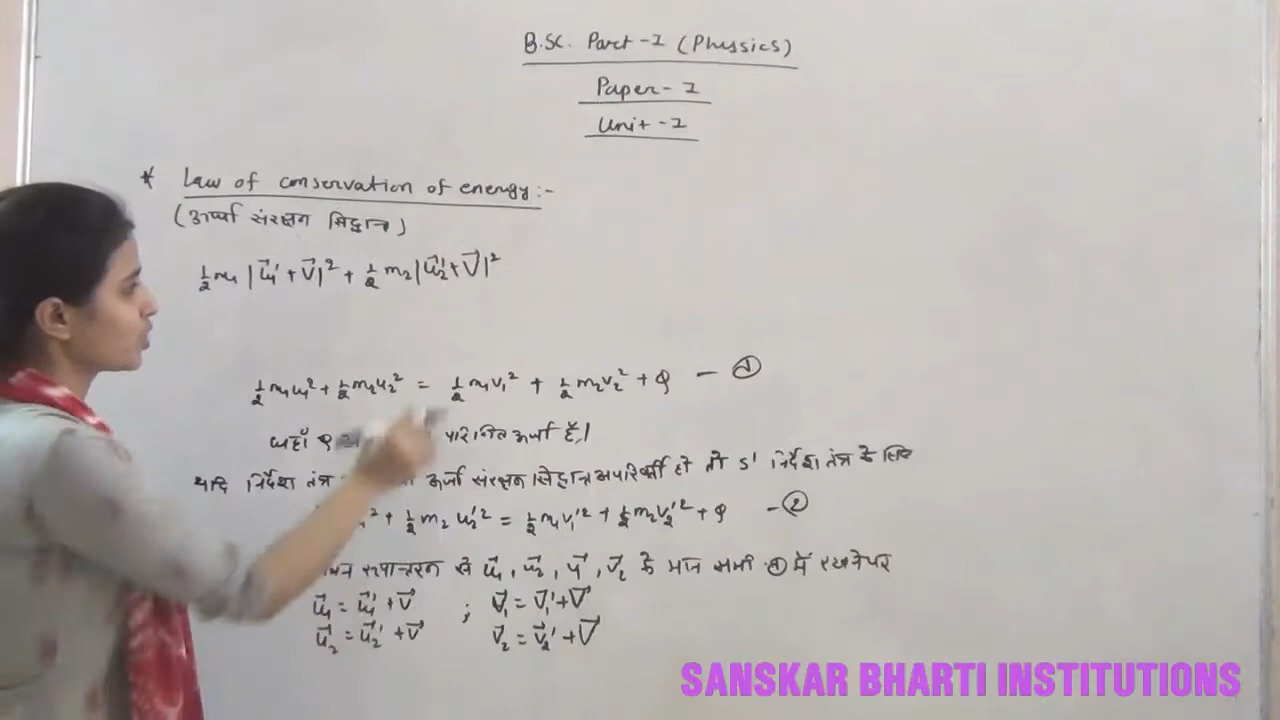 B.Sc. Part-I (Physics)
Paper-I
Unit-I
* Law of conservation of energy:-
(ऊर्जा संरक्षण सिद्धान्त)
½m₁|u⃗₁'+V⃗|² + ½m₂|u⃗₂'+V⃗|²
½m₁u₁² + ½m₂u₂² = ½m₁v₁² + ½m₂v₂² + Q — ①
यहाँ Q परिणित ऊर्जा है।
यदि निर्देश तंत्र ऊर्जा संरक्षण सिद्धान्त अपरिवर्ती हो तो S' निर्देश तंत्र के लिए
² + ½m₂u₂'² = ½m₁v₁'² + ½m₂v₂'² + Q — ②
रूपान्तरण से u⃗₁, u⃗₂, v⃗₁, v⃗₂ के मान समी ① में रखने पर
u⃗₁ = u⃗₁' + V⃗ ; v⃗₁ = v⃗₁' + V⃗
u⃗₂ = u⃗₂' + V⃗ v⃗₂ = v⃗₂' + V⃗
SANSKAR BHARTI INSTITUTIONS